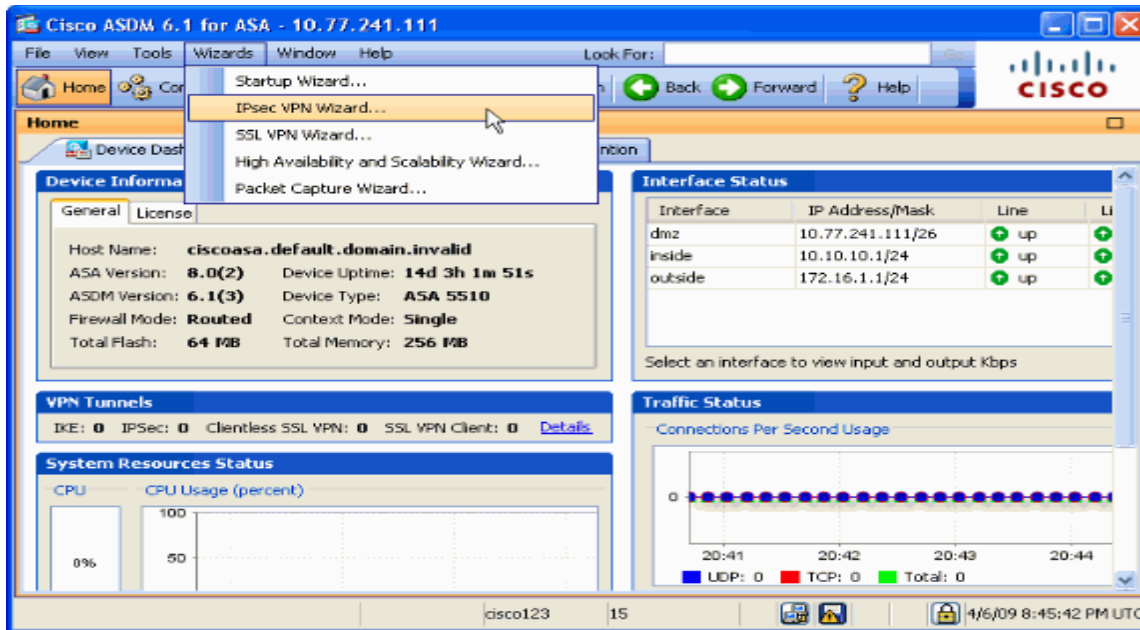 Cisco ASDM 6.1 for ASA - 10.77.241.111
File View Tools Wizards Window Help Look For: Go
Home Back Forward Help
CISCO
Startup Wizard...
IPsec VPN Wizard...
SSL VPN Wizard...
High Availability and Scalability Wizard...
Packet Capture Wizard...
Home
Device Dash
Device Informa
General License
Host Name: ciscoasa.default.domain.invalid
ASA Version: 8.0(2) Device Uptime: 14d 3h 1m 51s
ASDM Version: 6.1(3) Device Type: ASA 5510
Firewall Mode: Routed Context Mode: Single
Total Flash: 64 MB Total Memory: 256 MB
Interface Status
Interface IP Address/Mask Line Li
dmz 10.77.241.111/26 up
inside 10.10.10.1/24 up
outside 172.16.1.1/24 up
Select an interface to view input and output Kbps
VPN Tunnels
IKE: 0 IPSec: 0 Clientless SSL VPN: 0 SSL VPN Client: 0 Details
Traffic Status
Connections Per Second Usage
0
20:41 20:42 20:43 20:44
UDP: 0 TCP: 0 Total: 0
System Resources Status
CPU CPU Usage (percent)
100
50
0%
cisco123 15 4/6/09 8:45:42 PM UTC